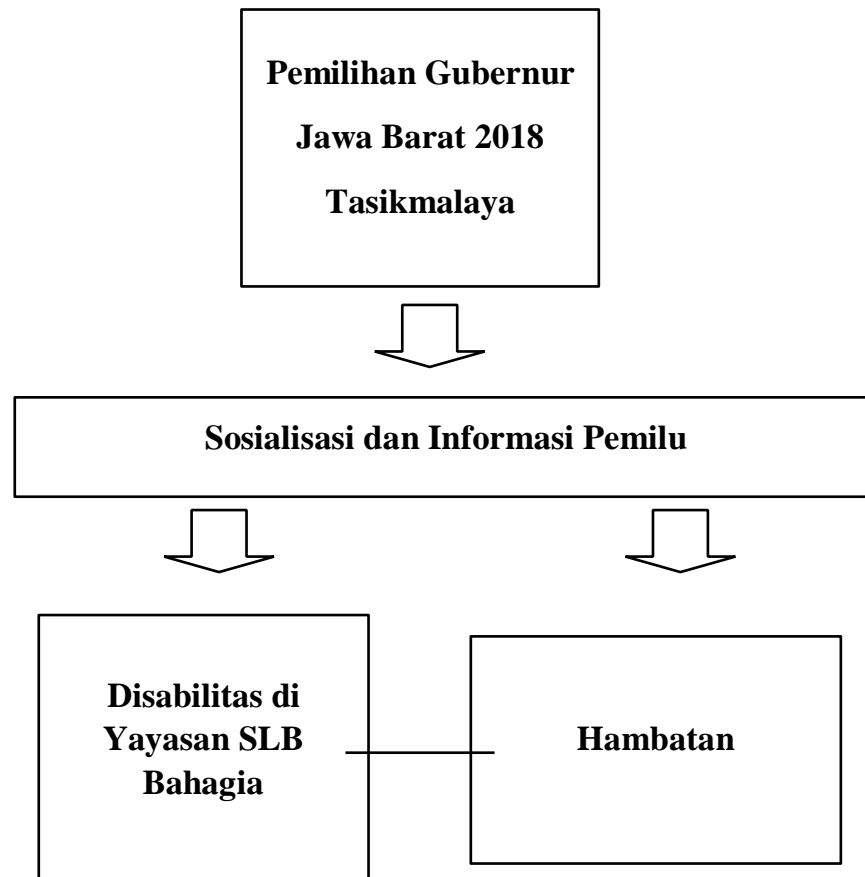 Pemilihan Gubernur
Jawa Barat 2018
Tasikmalaya
Sosialisasi dan Informasi Pemilu
Disabilitas di
Yayasan SLB
Bahagia
Hambatan